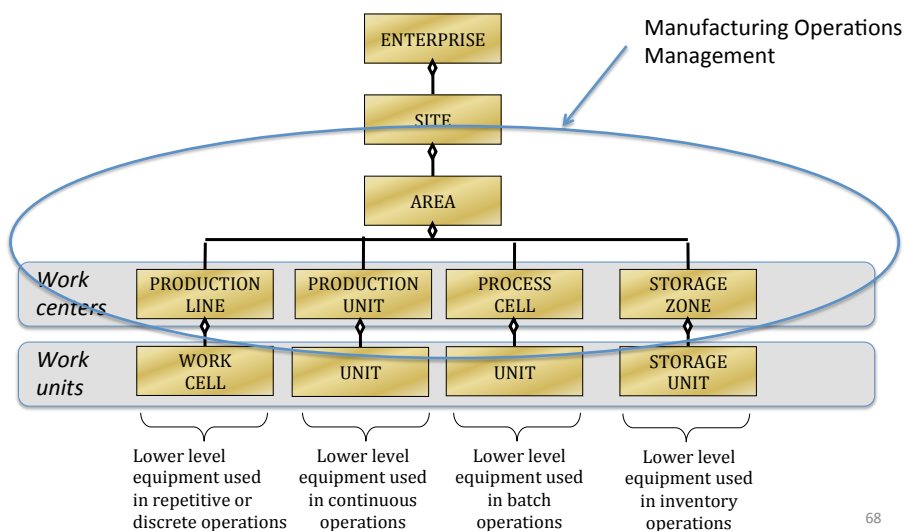 Manufacturing Operations
Management
ENTERPRISE
SITE
AREA
Work
centers
PRODUCTION
LINE
PRODUCTION
UNIT
PROCESS
CELL
STORAGE
ZONE
Work
units
WORK
CELL
UNIT
UNIT
STORAGE
UNIT
Lower level
equipment used
in repetitive or
discrete operations
Lower level
equipment used
in continuous
operations
Lower level
equipment used
in batch
operations
Lower level
equipment used
in inventory
operations
68